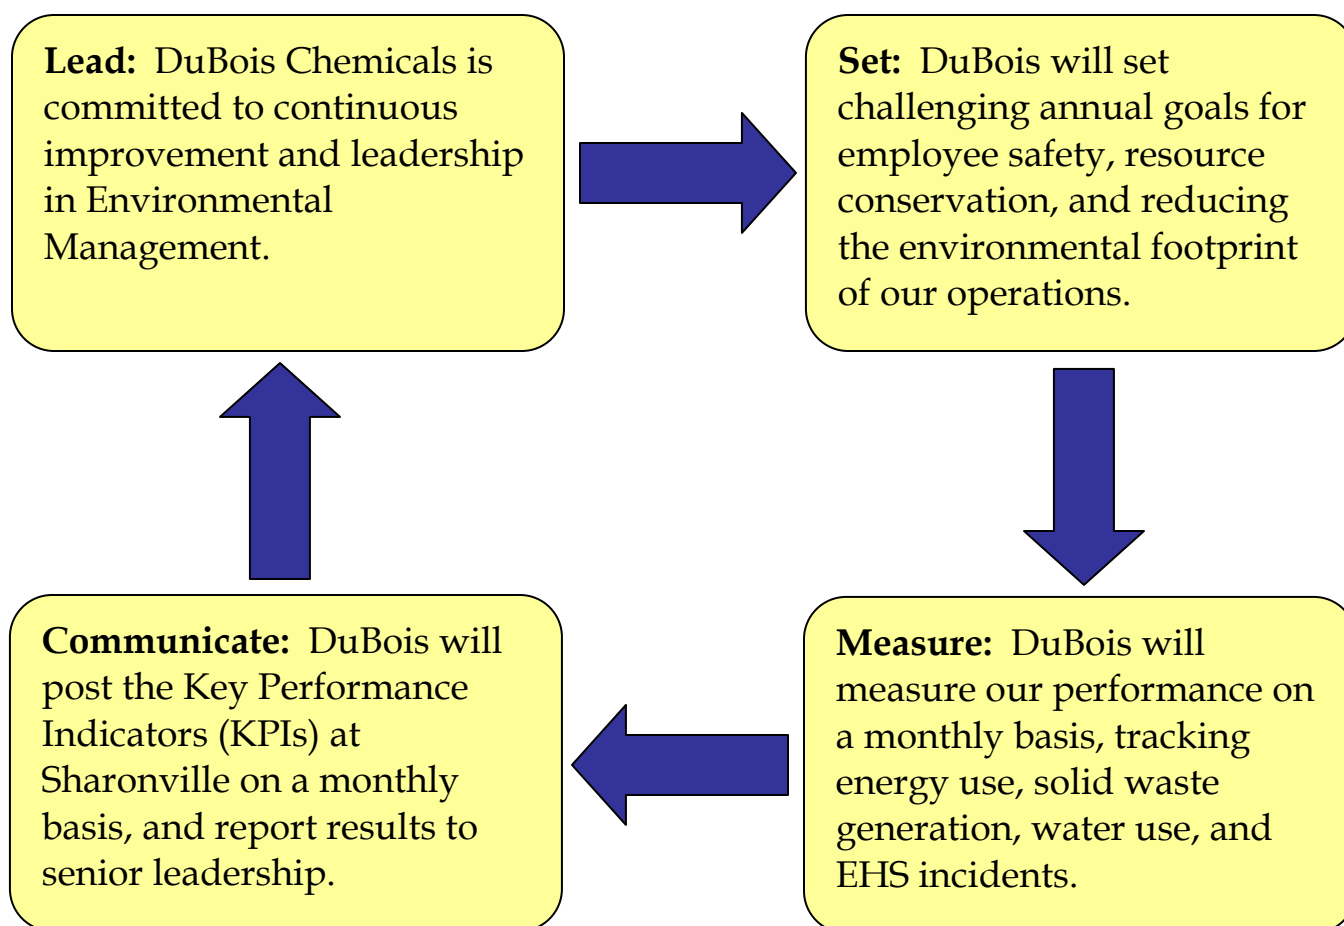 Lead: DuBois Chemicals is
committed to continuous
improvement and leadership
in Environmental
Management.
Set: DuBois will set
challenging annual goals for
employee safety, resource
conservation, and reducing
the environmental footprint
of our operations.
Measure: DuBois will
measure our performance on
a monthly basis, tracking
energy use, solid waste
generation, water use, and
EHS incidents.
Communicate: DuBois will
post the Key Performance
Indicators (KPIs) at
Sharonville on a monthly
basis, and report results to
senior leadership.